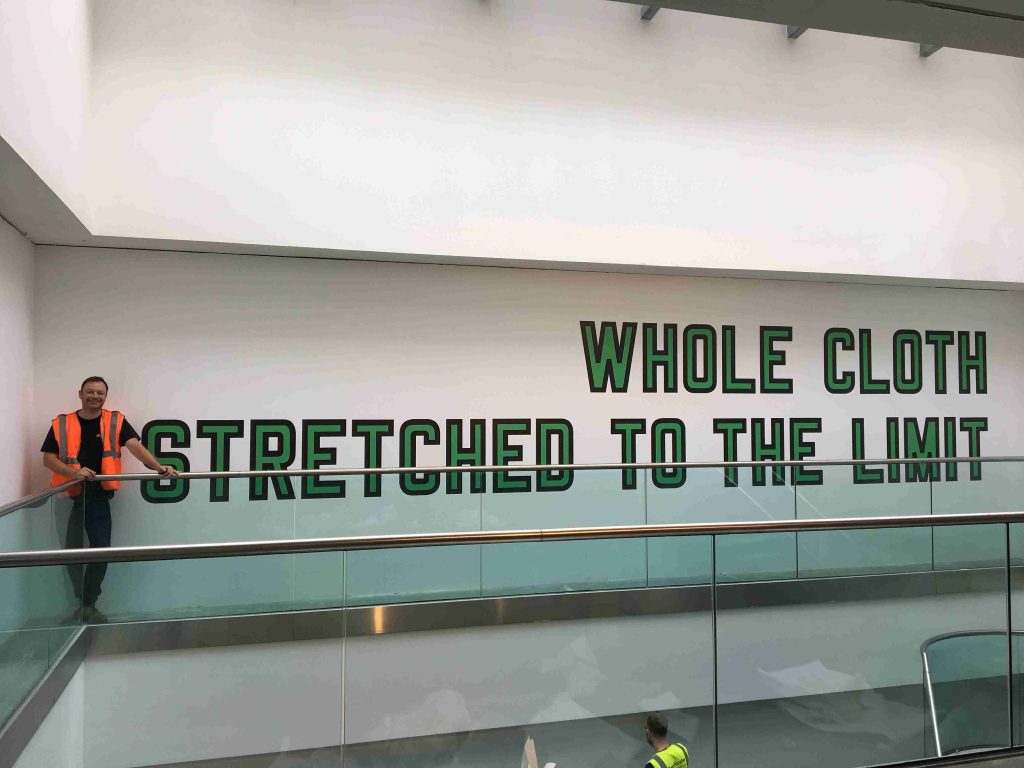 WHOLE CLOTH
STRETCHED TO THE LIMIT